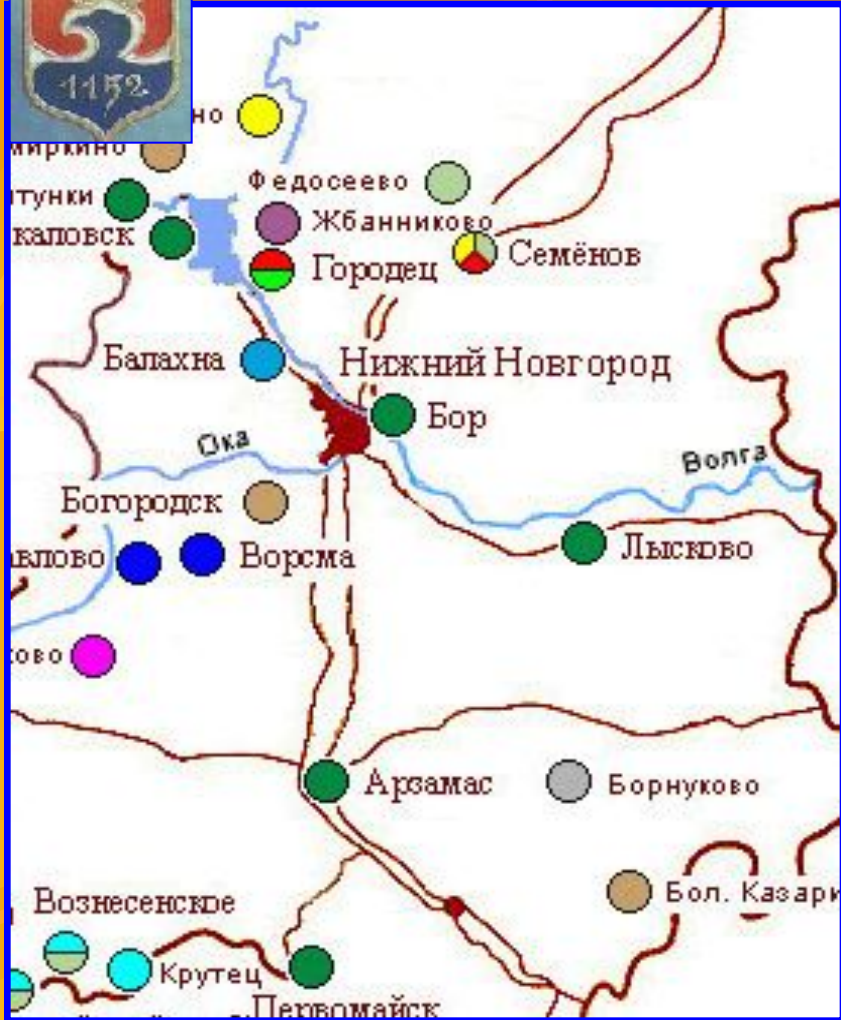 1152
но
миркино
тунки
Федосеево
Жбанниково
каловск
Семёнов
Городец
Балахна
Нижний Новгород
Бор
Ока
Волга
Богородск
авлово
Ворсма
Лысково
ово
Арзамас
Борнуково
Бол. Казари
Вознесенское
Крутец
Первомайск